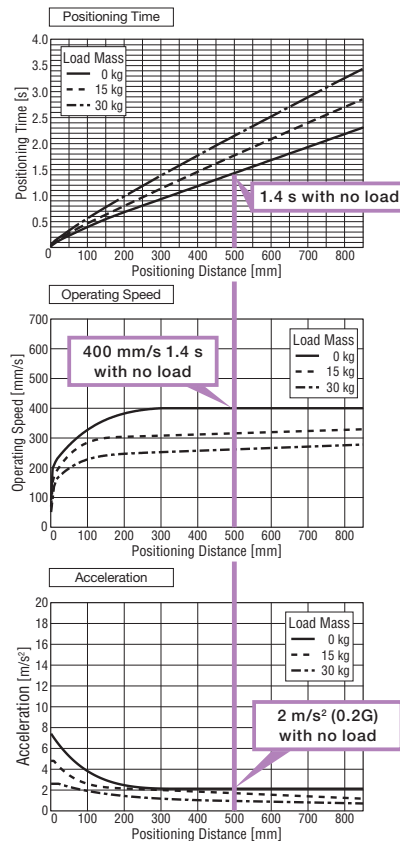 Positioning Time
4.0
3.5
3.0
2.5
2.0
1.5
1.0
0.5
0
Positioning Time [s]
Load Mass
0 kg
15 kg
30 kg
1.4 s with no load
100 200 300 400 500 600 700 800
Positioning Distance [mm]
Operating Speed
700
600
500
400
300
200
100
0
Operating Speed [mm/s]
400 mm/s 1.4 s
with no load
Load Mass
0 kg
15 kg
30 kg
0 100 200 300 400 500 600 700 800
Positioning Distance [mm]
Acceleration
20
18
16
14
12
10
8
6
4
2
0
Acceleration [m/s²]
Load Mass
0 kg
15 kg
30 kg
2 m/s² (0.2G)
with no load
0 100 200 300 400 500 600 700 800
Positioning Distance [mm]